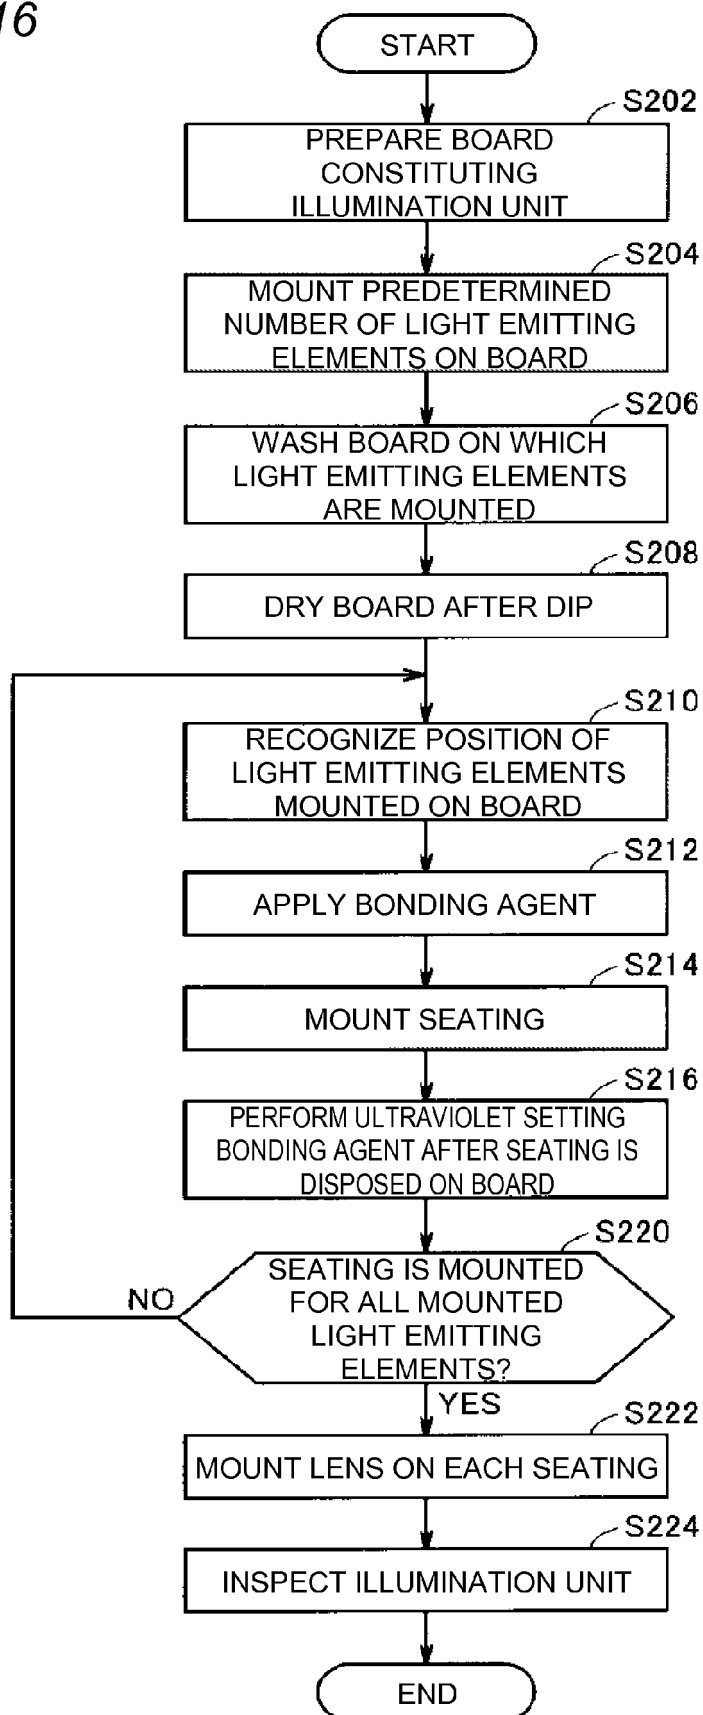 16
START
S202
PREPARE BOARD
CONSTITUTING
ILLUMINATION UNIT
S204
MOUNT PREDETERMINED
NUMBER OF LIGHT EMITTING
ELEMENTS ON BOARD
S206
WASH BOARD ON WHICH
LIGHT EMITTING ELEMENTS
ARE MOUNTED
S208
DRY BOARD AFTER DIP
S210
RECOGNIZE POSITION OF
LIGHT EMITTING ELEMENTS
MOUNTED ON BOARD
S212
APPLY BONDING AGENT
S214
MOUNT SEATING
S216
PERFORM ULTRAVIOLET SETTING
BONDING AGENT AFTER SEATING IS
DISPOSED ON BOARD
S220
SEATING IS MOUNTED
FOR ALL MOUNTED
LIGHT EMITTING
ELEMENTS?
NO
YES
S222
MOUNT LENS ON EACH SEATING
S224
INSPECT ILLUMINATION UNIT
END